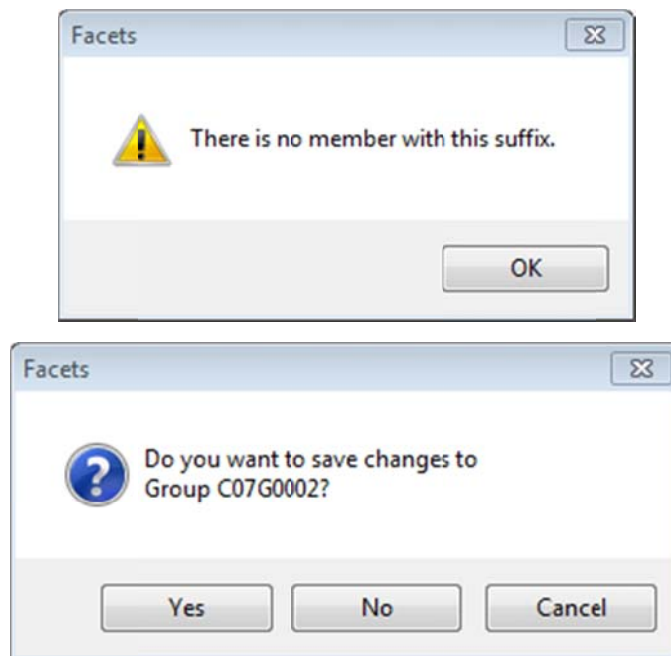 Facets
There is no member with this suffix.
OK
Facets
Do you want to save changes to
Group C07G0002?
Yes No Cancel